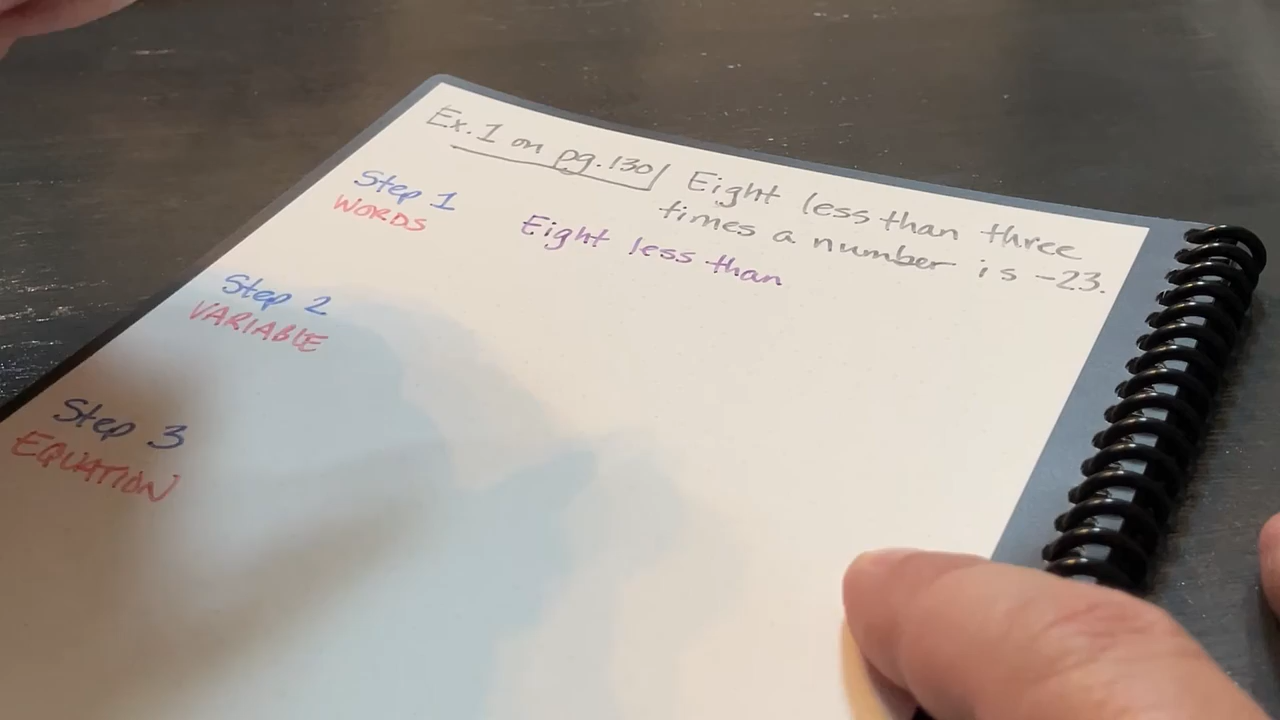 Ex. 1 on pg. 130/ Eight less than three
times a number is -23.
Step 1
WORDS
Eight less than
Step 2
VARIABLE
Step 3
EQUATION